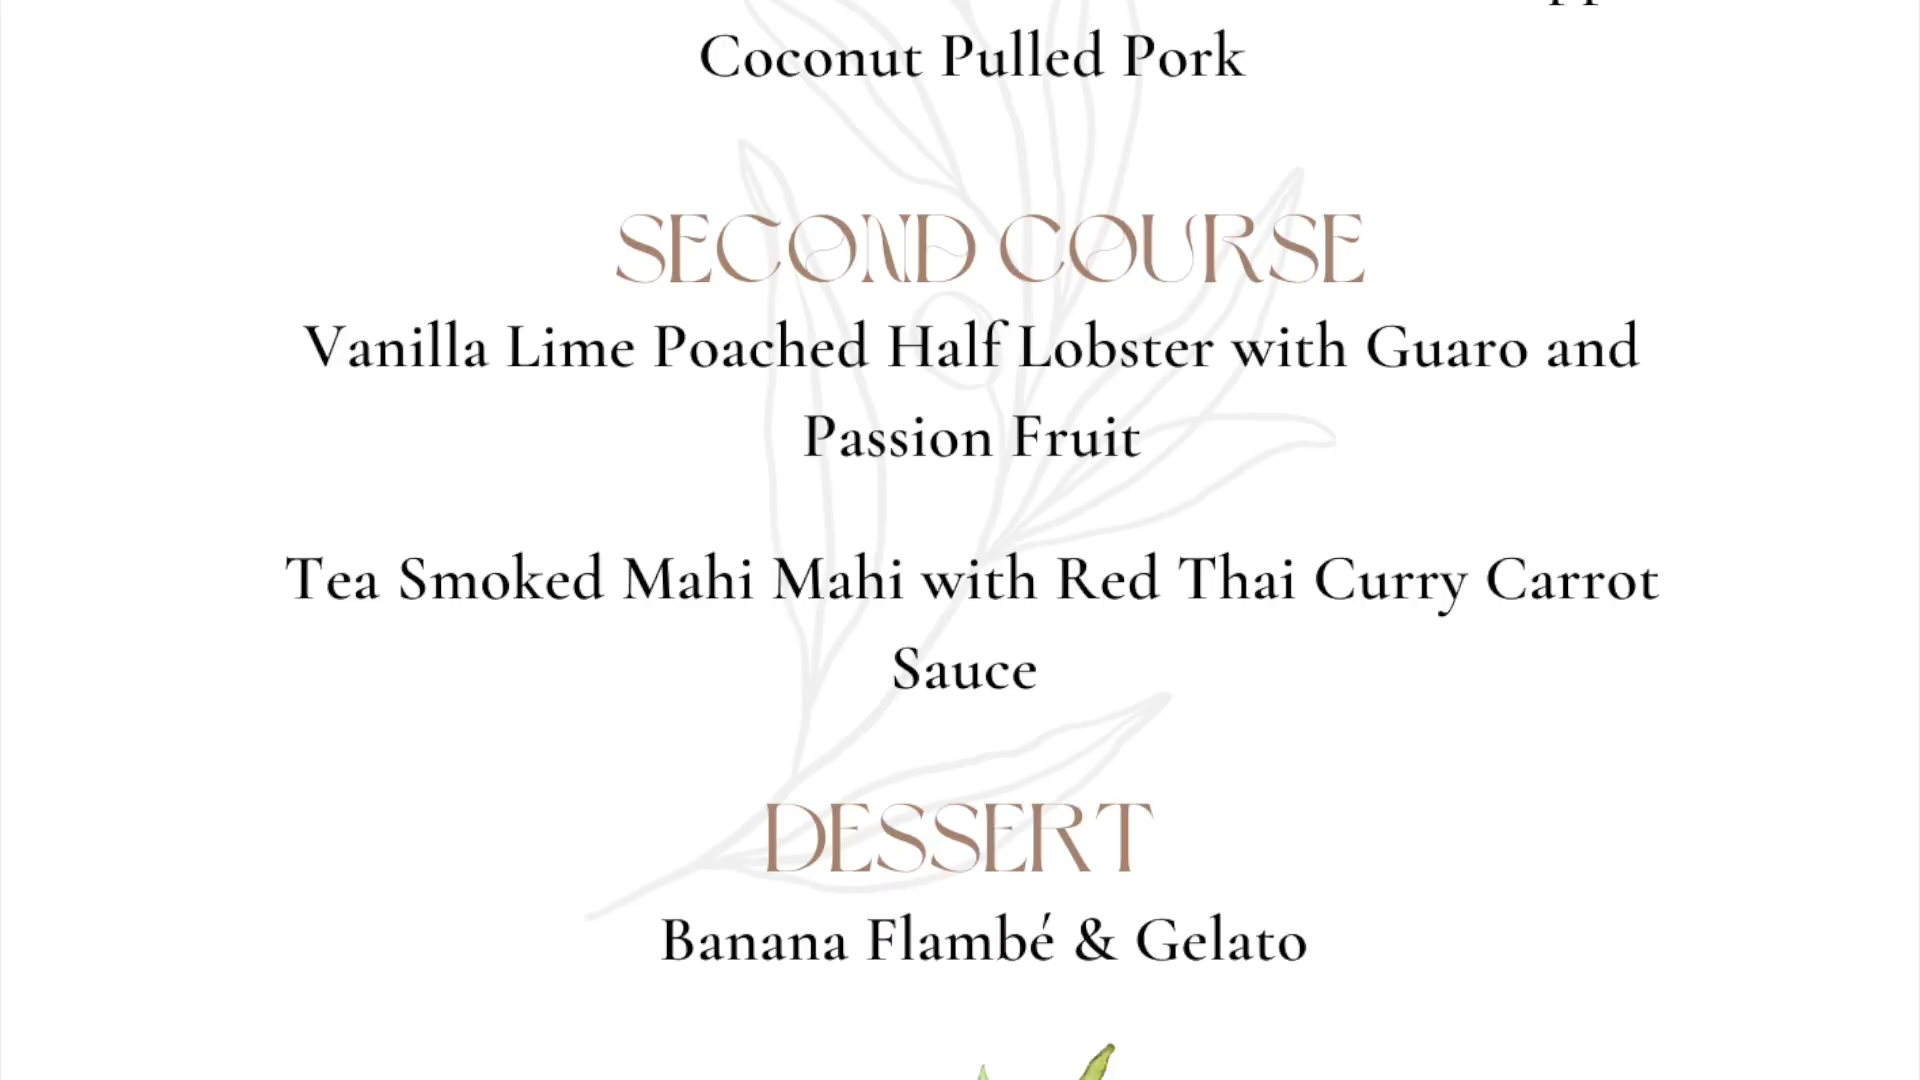 Coconut Pulled Pork
SECOND COURSE
Vanilla Lime Poached Half Lobster with Guaro and
Passion Fruit
Tea Smoked Mahi Mahi with Red Thai Curry Carrot
Sauce
DESSERT
Banana Flambé & Gelato